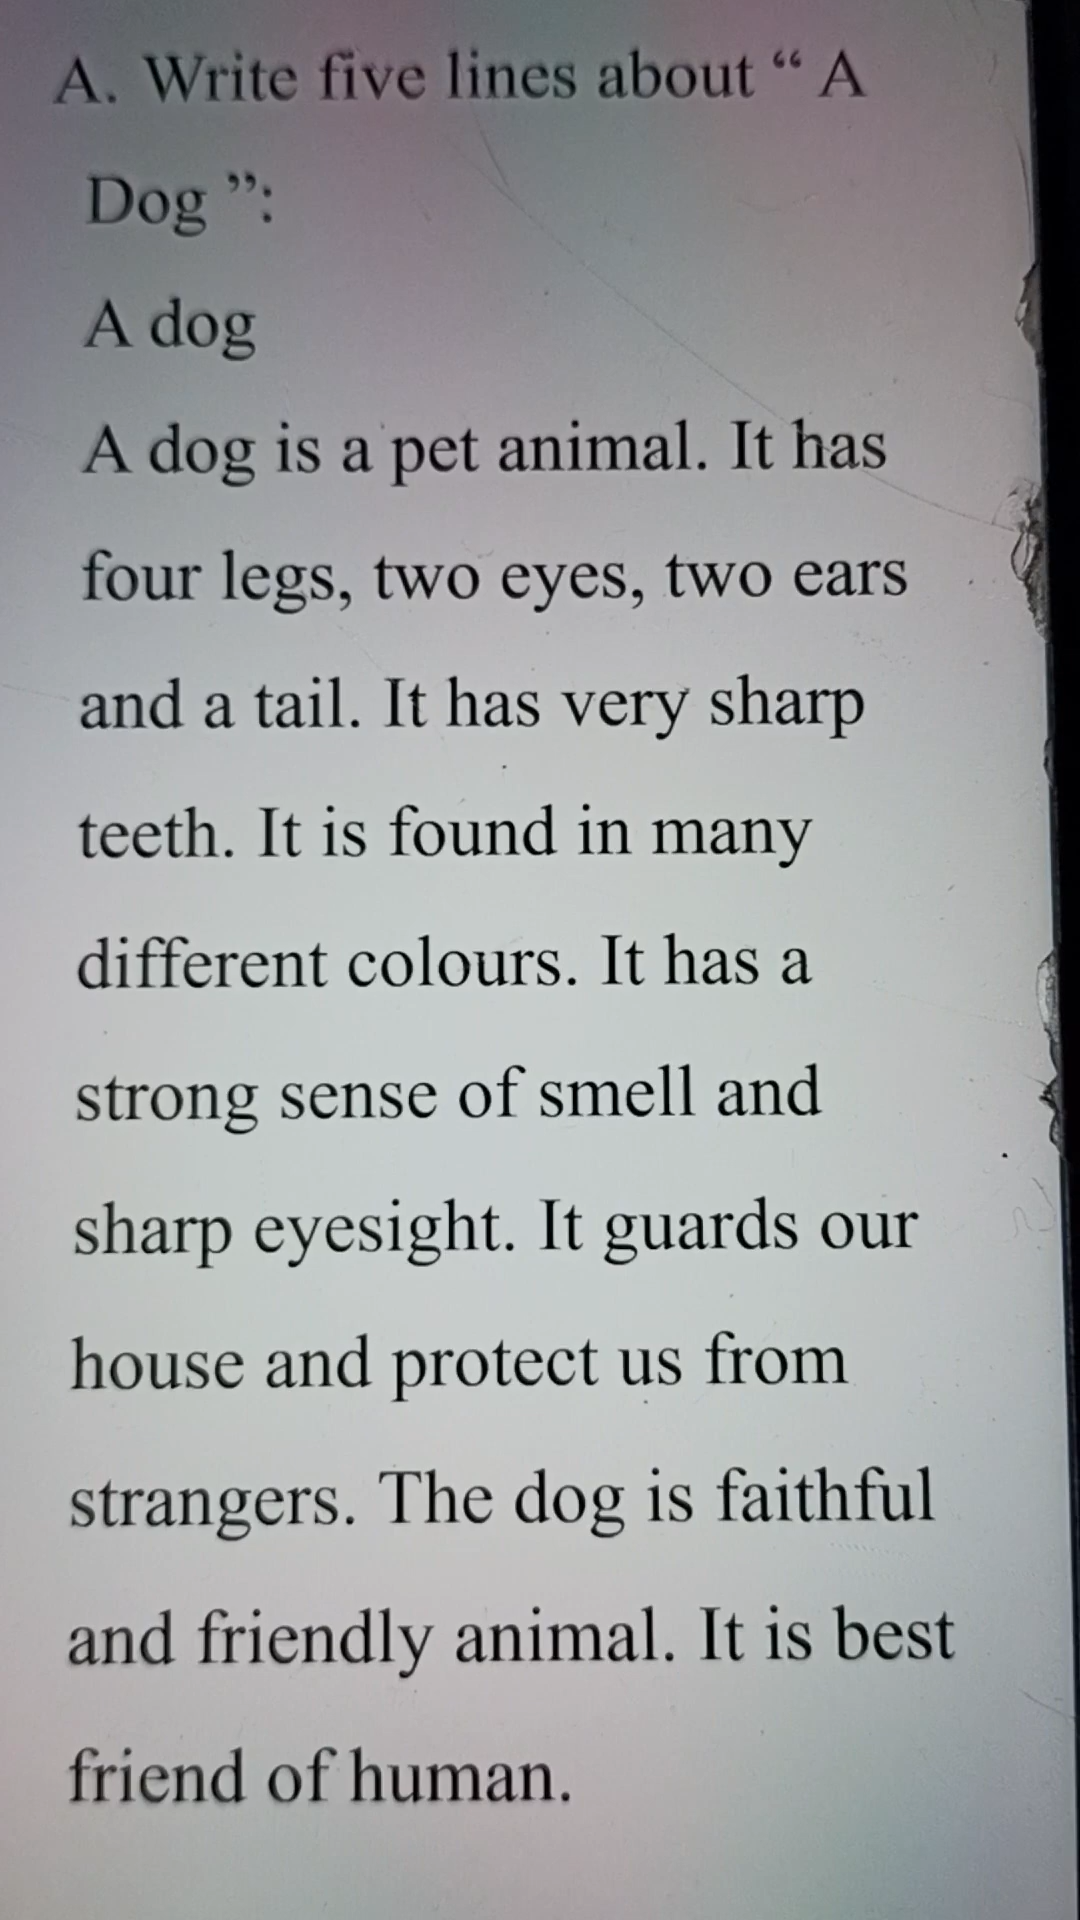 A. Write five lines about “ A
Dog ”:
A dog
A dog is a pet animal. It has
four legs, two eyes, two ears
and a tail. It has very sharp
teeth. It is found in many
different colours. It has a
strong sense of smell and
sharp eyesight. It guards our
house and protect us from
strangers. The dog is faithful
and friendly animal. It is best
friend of human.